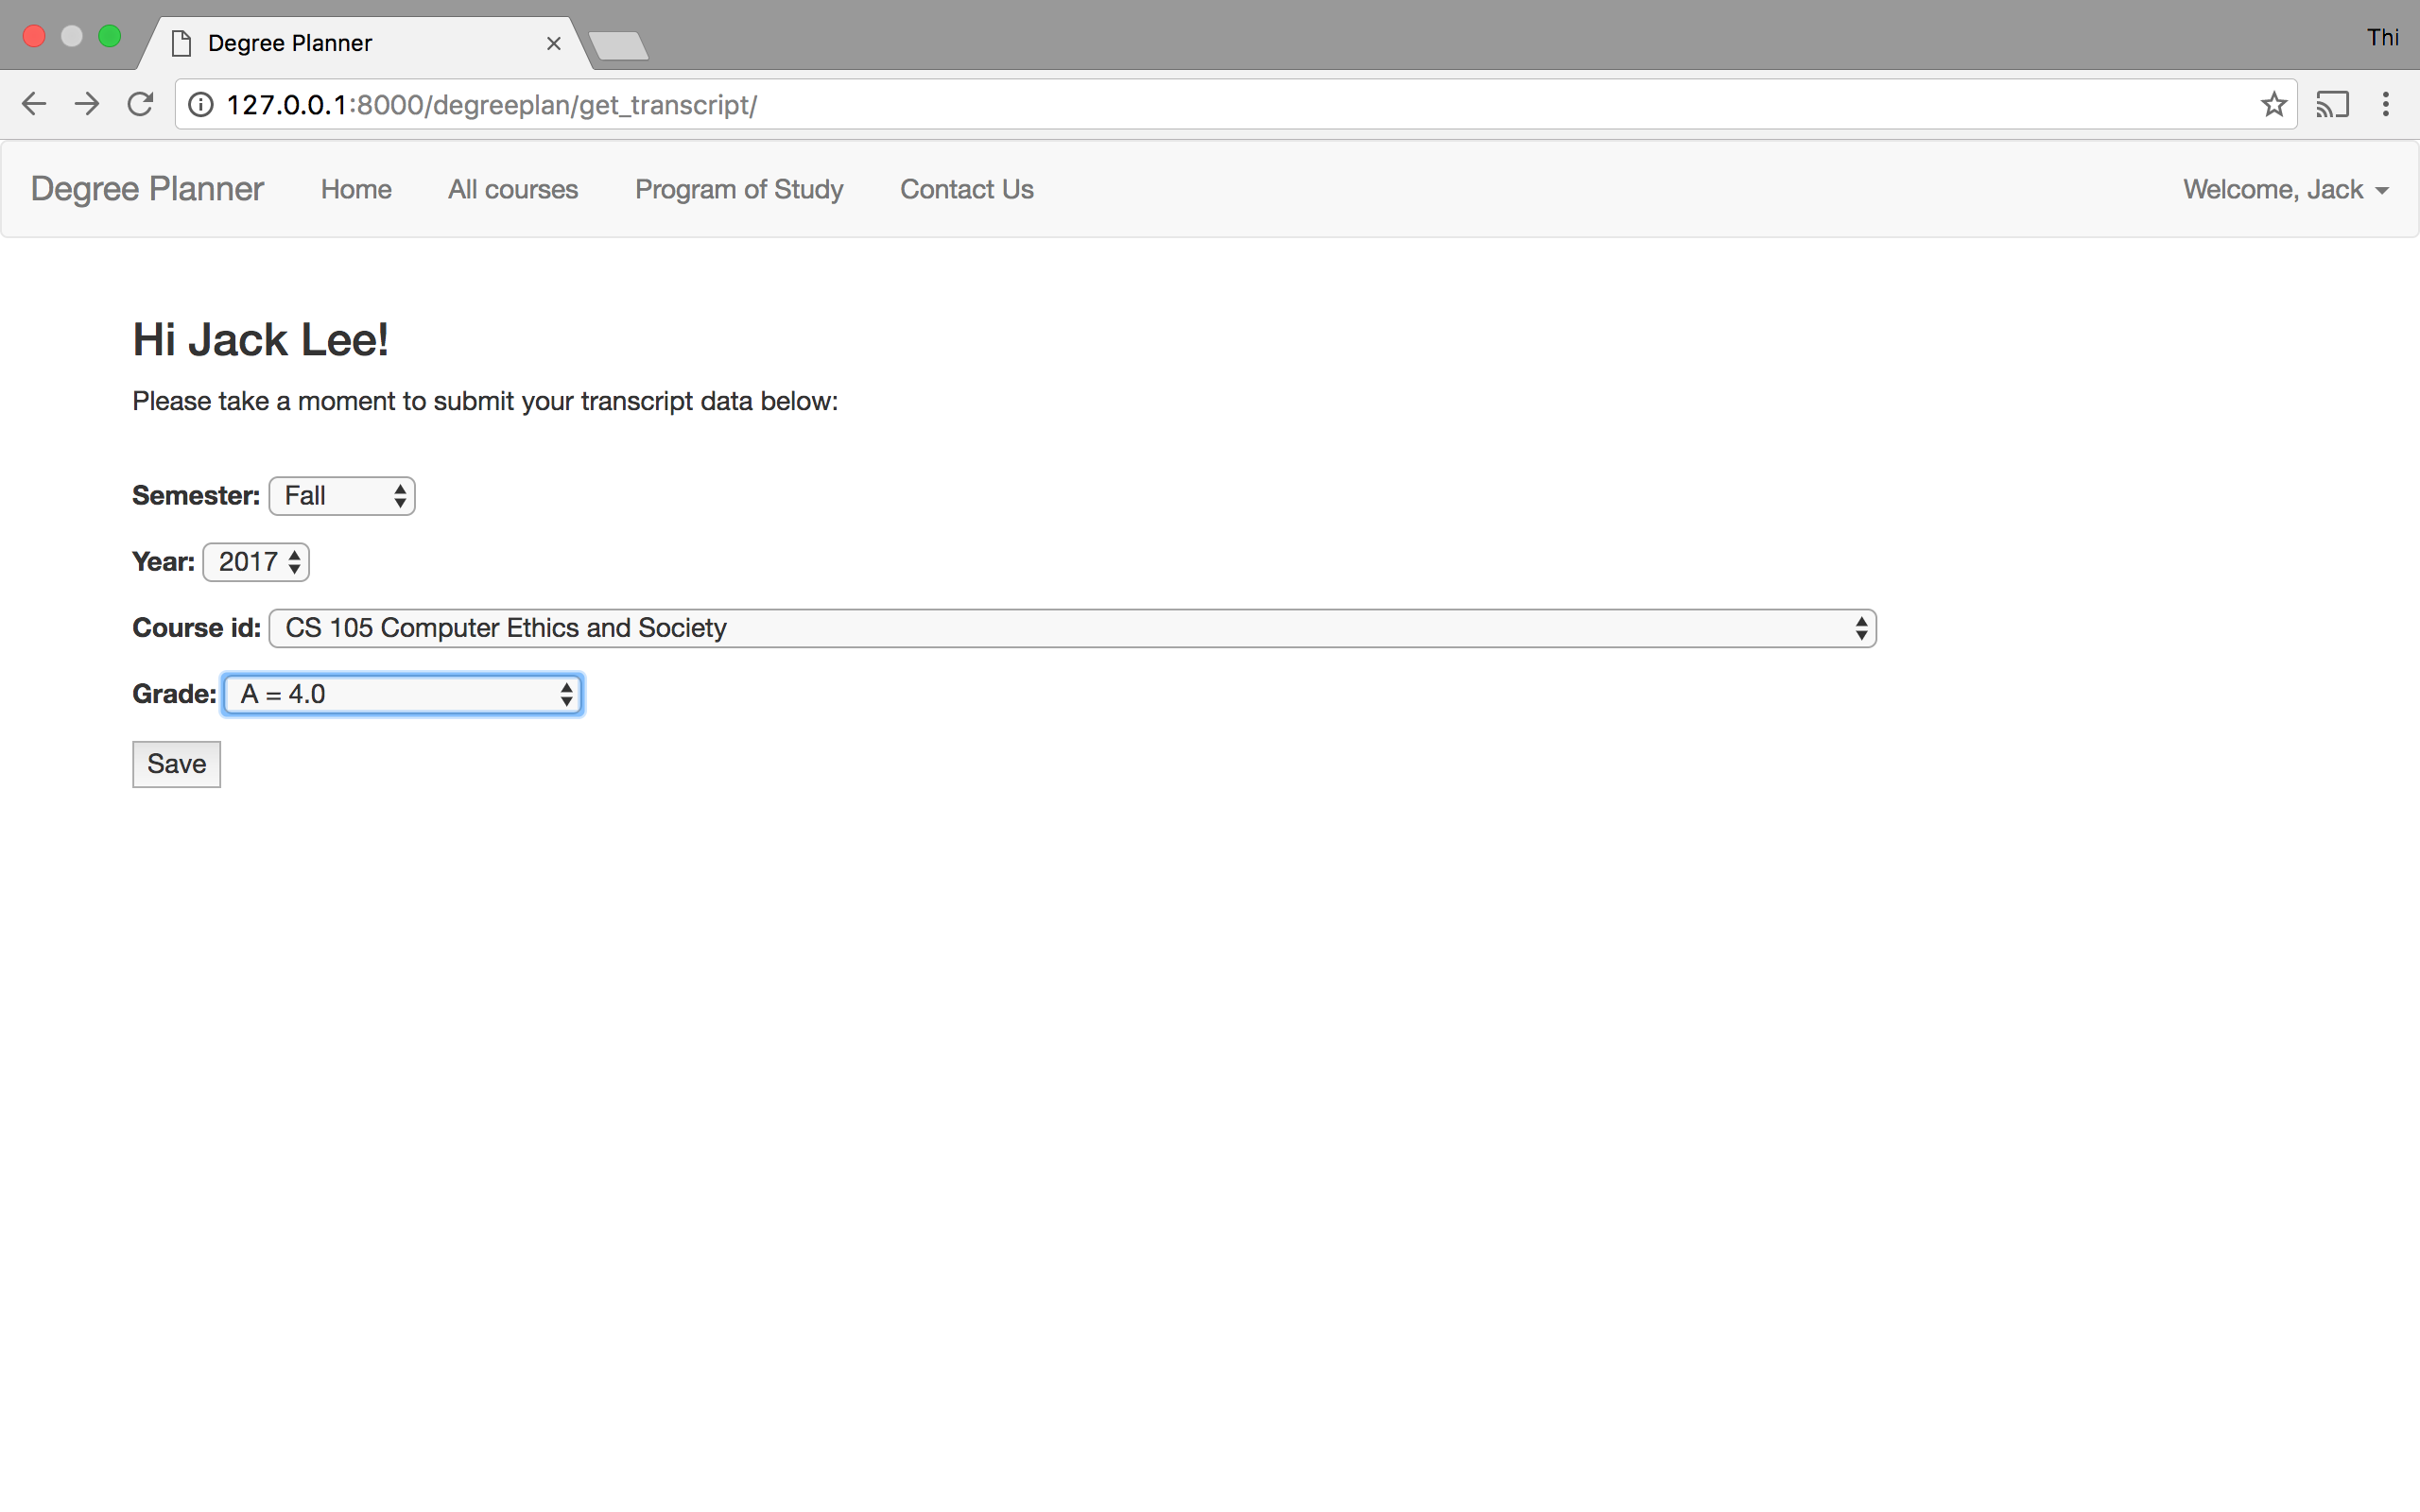 Degree Planner
Thi
127.0.0.1:8000/degreeplan/get_transcript/
Degree Planner Home All courses Program of Study Contact Us Welcome, Jack
Hi Jack Lee!
Please take a moment to submit your transcript data below:
Semester: Fall
Year: 2017
Course id: CS 105 Computer Ethics and Society
Grade: A = 4.0
Save